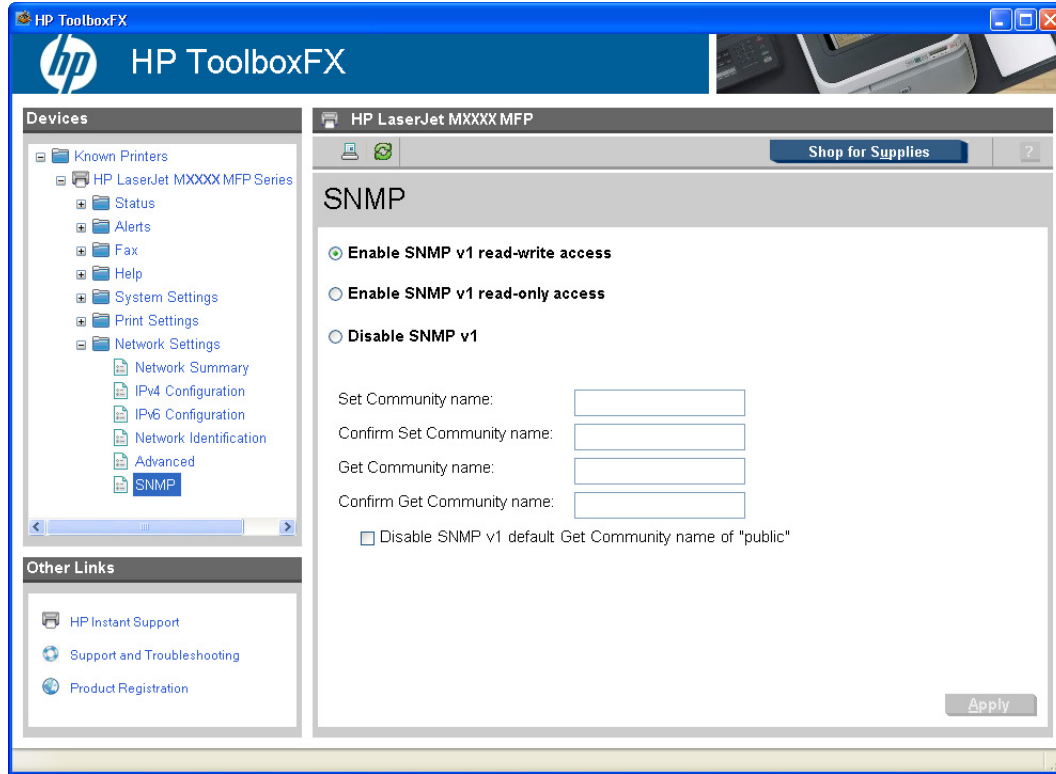 HP ToolboxFX
hp HP ToolboxFX
Devices
Known Printers
HP LaserJet MXXXX MFP Series
Status
Alerts
Fax
Help
System Settings
Print Settings
Network Settings
Network Summary
IPv4 Configuration
IPv6 Configuration
Network Identification
Advanced
SNMP
Other Links
HP Instant Support
Support and Troubleshooting
Product Registration
HP LaserJet MXXXX MFP
Shop for Supplies ?
SNMP
Enable SNMP v1 read-write access
Enable SNMP v1 read-only access
Disable SNMP v1
Set Community name:
Confirm Set Community name:
Get Community name:
Confirm Get Community name:
Disable SNMP v1 default Get Community name of "public"
Apply